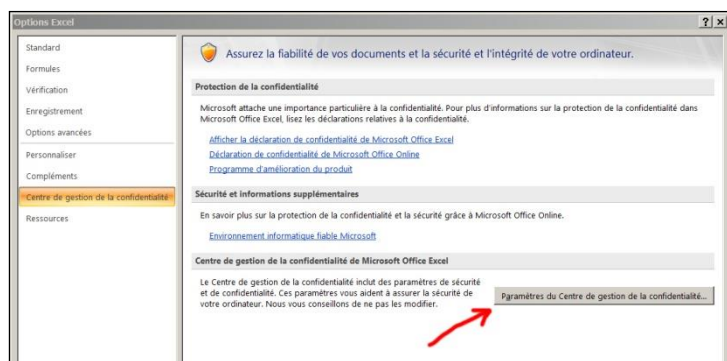 Options Excel
Standard
Formules
Vérification
Enregistrement
Options avancées
Personnaliser
Compléments
Centre de gestion de la confidentialité
Ressources
Assurez la fiabilité de vos documents et la sécurité et l'intégrité de votre ordinateur.
Protection de la confidentialité
Microsoft attache une importance particulière à la confidentialité. Pour plus d'informations sur la protection de la confidentialité dans
Microsoft Office Excel, lisez les déclarations relatives à la confidentialité.
Afficher la déclaration de confidentialité de Microsoft Office Excel
Déclaration de confidentialité de Microsoft Office Online
Programme d'amélioration du produit
Sécurité et informations supplémentaires
En savoir plus sur la protection de la confidentialité et la sécurité grâce à Microsoft Office Online.
Environnement informatique fiable Microsoft
Centre de gestion de la confidentialité de Microsoft Office Excel
Le Centre de gestion de la confidentialité inclut des paramètres de sécurité
et de confidentialité. Ces paramètres vous aident à assurer la sécurité de
votre ordinateur. Nous vous conseillons de ne pas les modifier.
Paramètres du Centre de gestion de la confidentialité...